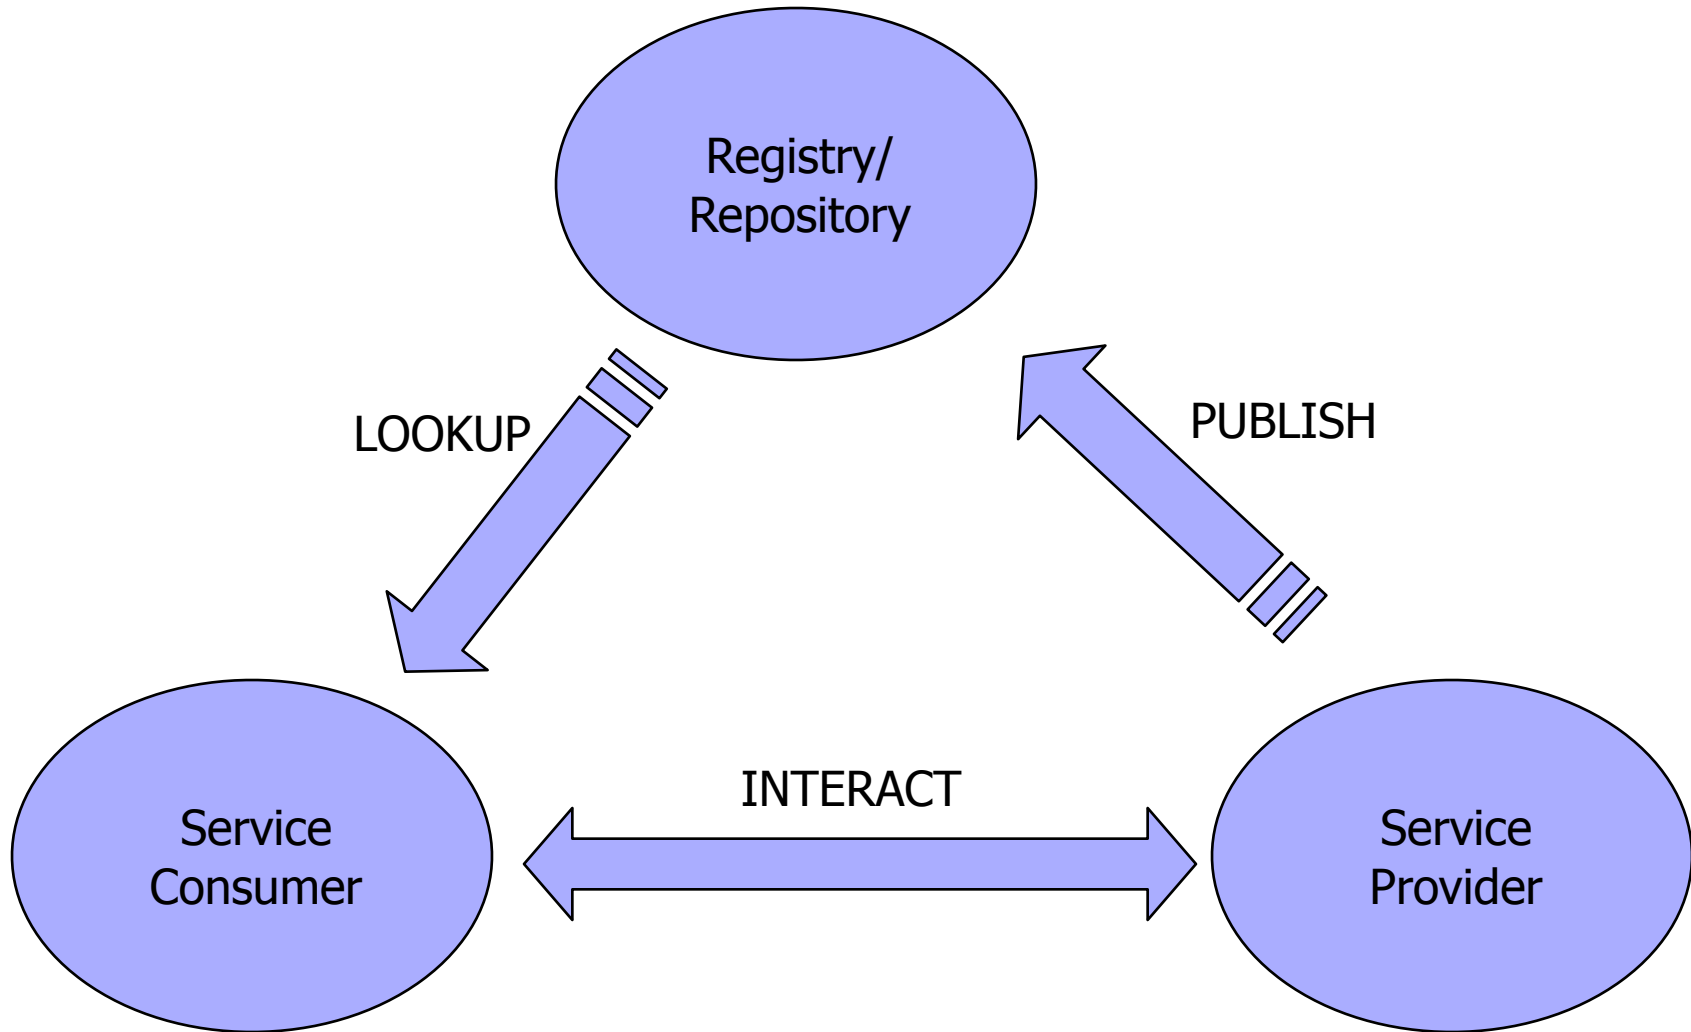 Registry/
Repository
LOOKUP
PUBLISH
INTERACT
Service
Consumer
Service
Provider